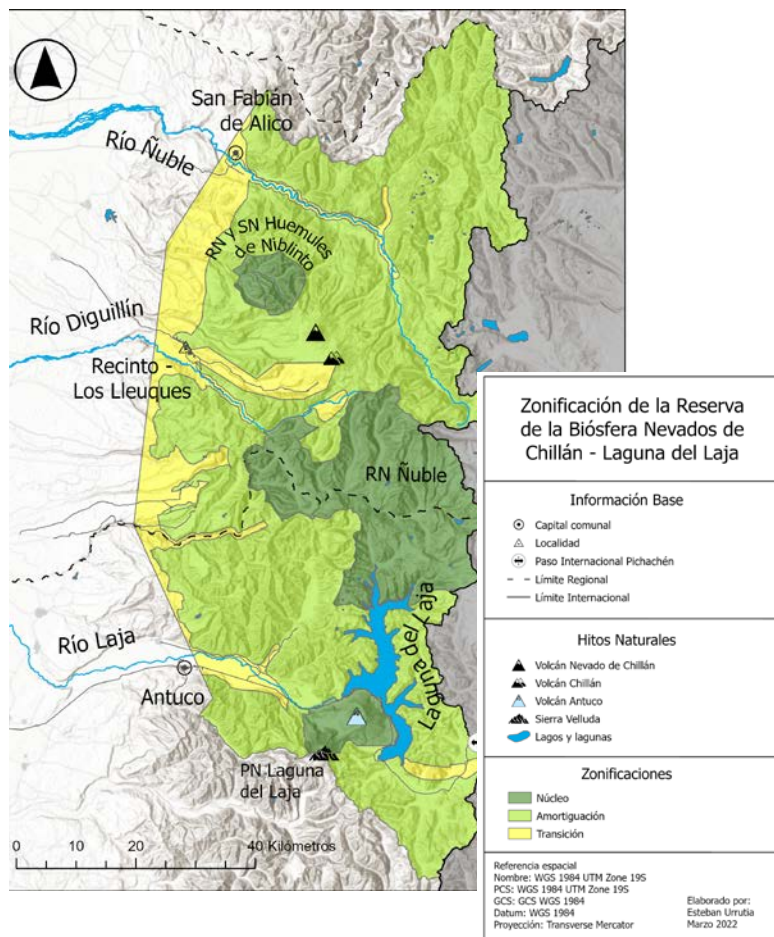 San Fabián
de Alico
Río Ñuble
RN y SN Huemules
de Niblinto
Río Diguillín
Recinto -
Los Lleuques
RN Ñuble
Río Laja
Laguna del Laja
Antuco
PN Laguna
del Laja
0 10 20 40 Kilómetros
Zonificación de la Reserva
de la Biósfera Nevados de
Chillán - Laguna del Laja
Información Base
Capital comunal
Localidad
Paso Internacional Pichachén
Límite Regional
Límite Internacional
Hitos Naturales
Volcán Nevado de Chillán
Volcán Chillán
Volcán Antuco
Sierra Velluda
Lagos y lagunas
Zonificaciones
Núcleo
Amortiguación
Transición
Referencia espacial
Nombre: WGS 1984 UTM Zone 19S
PCS: WGS 1984 UTM Zone 19S
GCS: GCS WGS 1984
Datum: WGS 1984
Proyección: Transverse Mercator
Elaborado por:
Esteban Urrutia
Marzo 2022